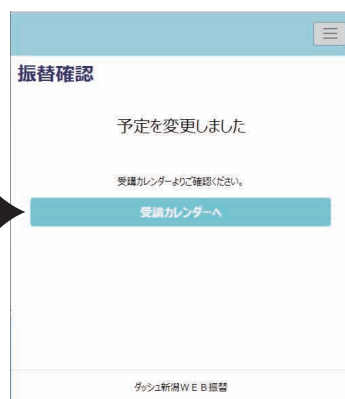 振替確認
予定を変更しました
受講カレンダーよりご確認ください。
受講カレンダーへ
ダッシュ新潟ＷＥＢ振替